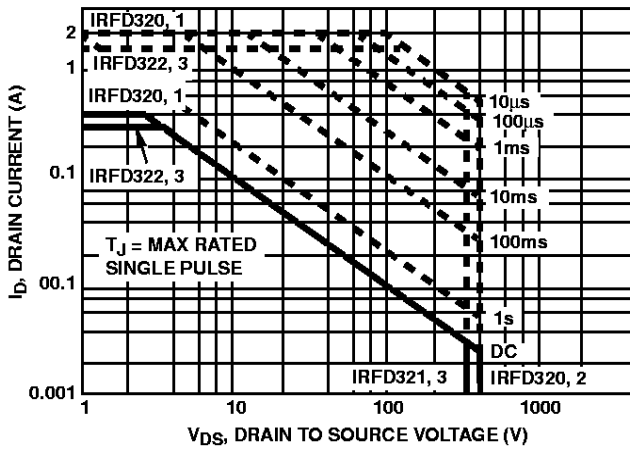 IRFD320, 1
2
1
IRFD322, 3
IRFD320, 1
10μs
100μs
1ms
0.1
IRFD322, 3
10ms
100ms
TJ = MAX RATED
SINGLE PULSE
00.1
1s
DC
IRFD321, 3
IRFD320, 2
0.001
1
10
100
1000
ID, DRAIN CURRENT (A)
VDS, DRAIN TO SOURCE VOLTAGE (V)